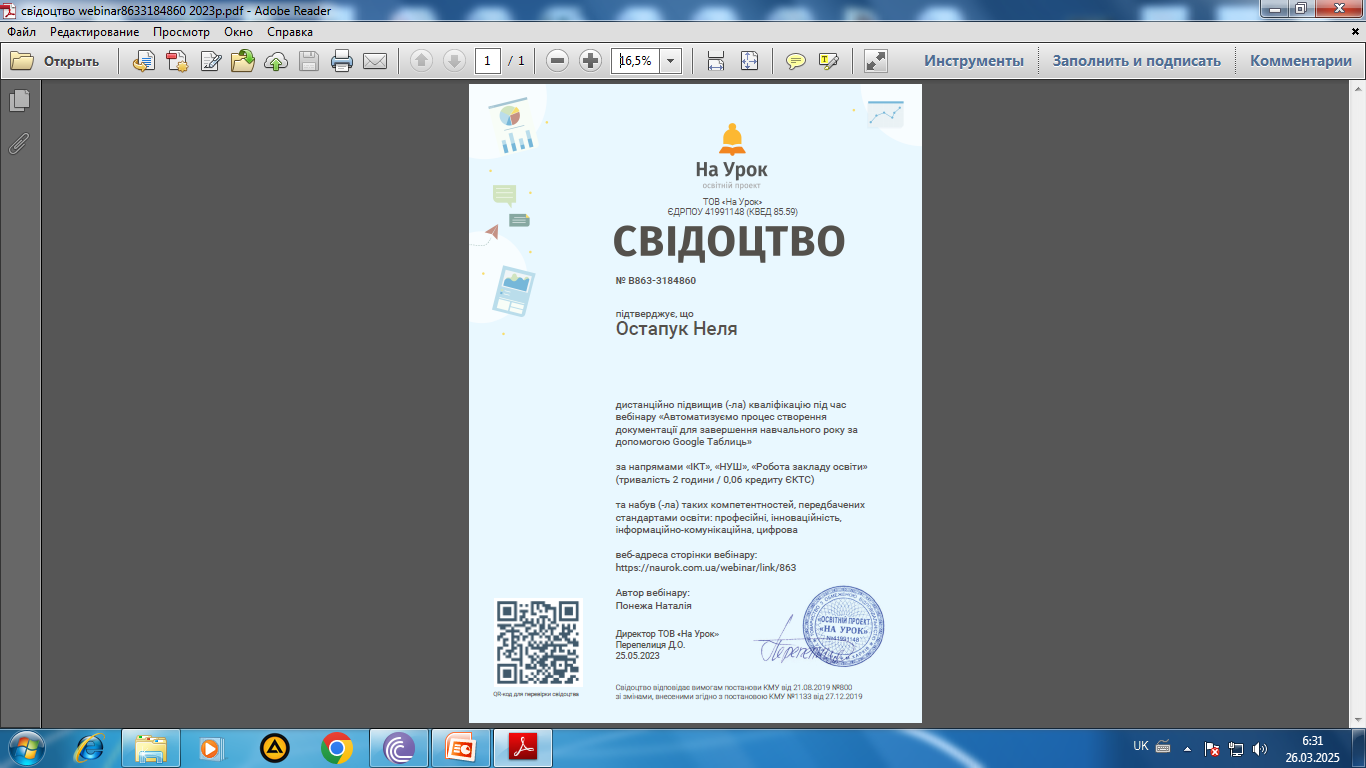 свідоцтво webinar8633184860 2023р.pdf - Adobe Reader
Файл Редактирование Просмотр Окно Справка
Открыть 1 / 1 16,5% Инструменты Заполнить и подписать Комментарии
На Урок
освітній проект
ТОВ «На Урок»
ЄДРПОУ 41991148 (КВЕД 85.59)
СВІДОЦТВО
№ B863-3184860
підтверджує, що
Остапук Неля
дистанційно підвищив (-ла) кваліфікацію під час
вебінару «Автоматизуємо процес створення
документації для завершення навчального року за
допомогою Google Таблиць»
за напрямами «ІКТ», «НУШ», «Робота закладу освіти»
(тривалість 2 години / 0,06 кредиту ЄКТС)
та набув (-ла) таких компетентностей, передбачених
стандартами освіти: професійні, інноваційність,
інформаційно-комунікаційна, цифрова
веб-адреса сторінки вебінару:
https://naurok.com.ua/webinar/link/863
Автор вебінару:
Понежа Наталія
Директор ТОВ «На Урок»
Перепелиця Д.О.
25.05.2023
«ОСВІТНІЙ ПРОЕКТ
«НА УРОК»
№41991148
QR-код для перевірки свідоцтва
Свідоцтво відповідає вимогам постанови КМУ від 21.08.2019 №800
зі змінами, внесеними згідно з постановою КМУ №1133 від 27.12.2019
UK
6:31
26.03.2025